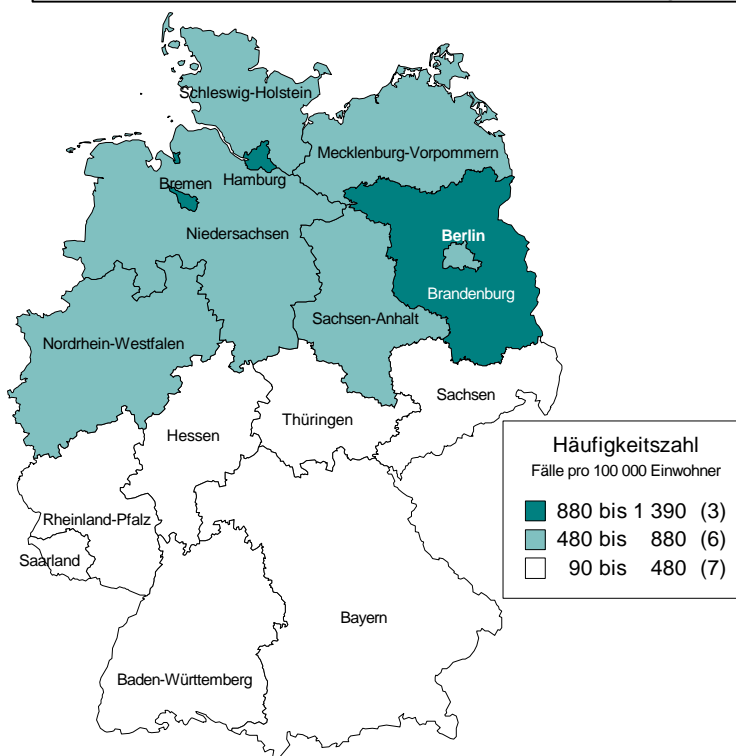 Schleswig-Holstein
Mecklenburg-Vorpommern
Bremen
Hamburg
Niedersachsen
Berlin
Brandenburg
Sachsen-Anhalt
Nordrhein-Westfalen
Sachsen
Thüringen
Hessen
Häufigkeitszahl
Fälle pro 100 000 Einwohner
880 bis 1 390 (3)
480 bis 880 (6)
90 bis 480 (7)
Rheinland-Pfalz
Saarland
Bayern
Baden-Württemberg